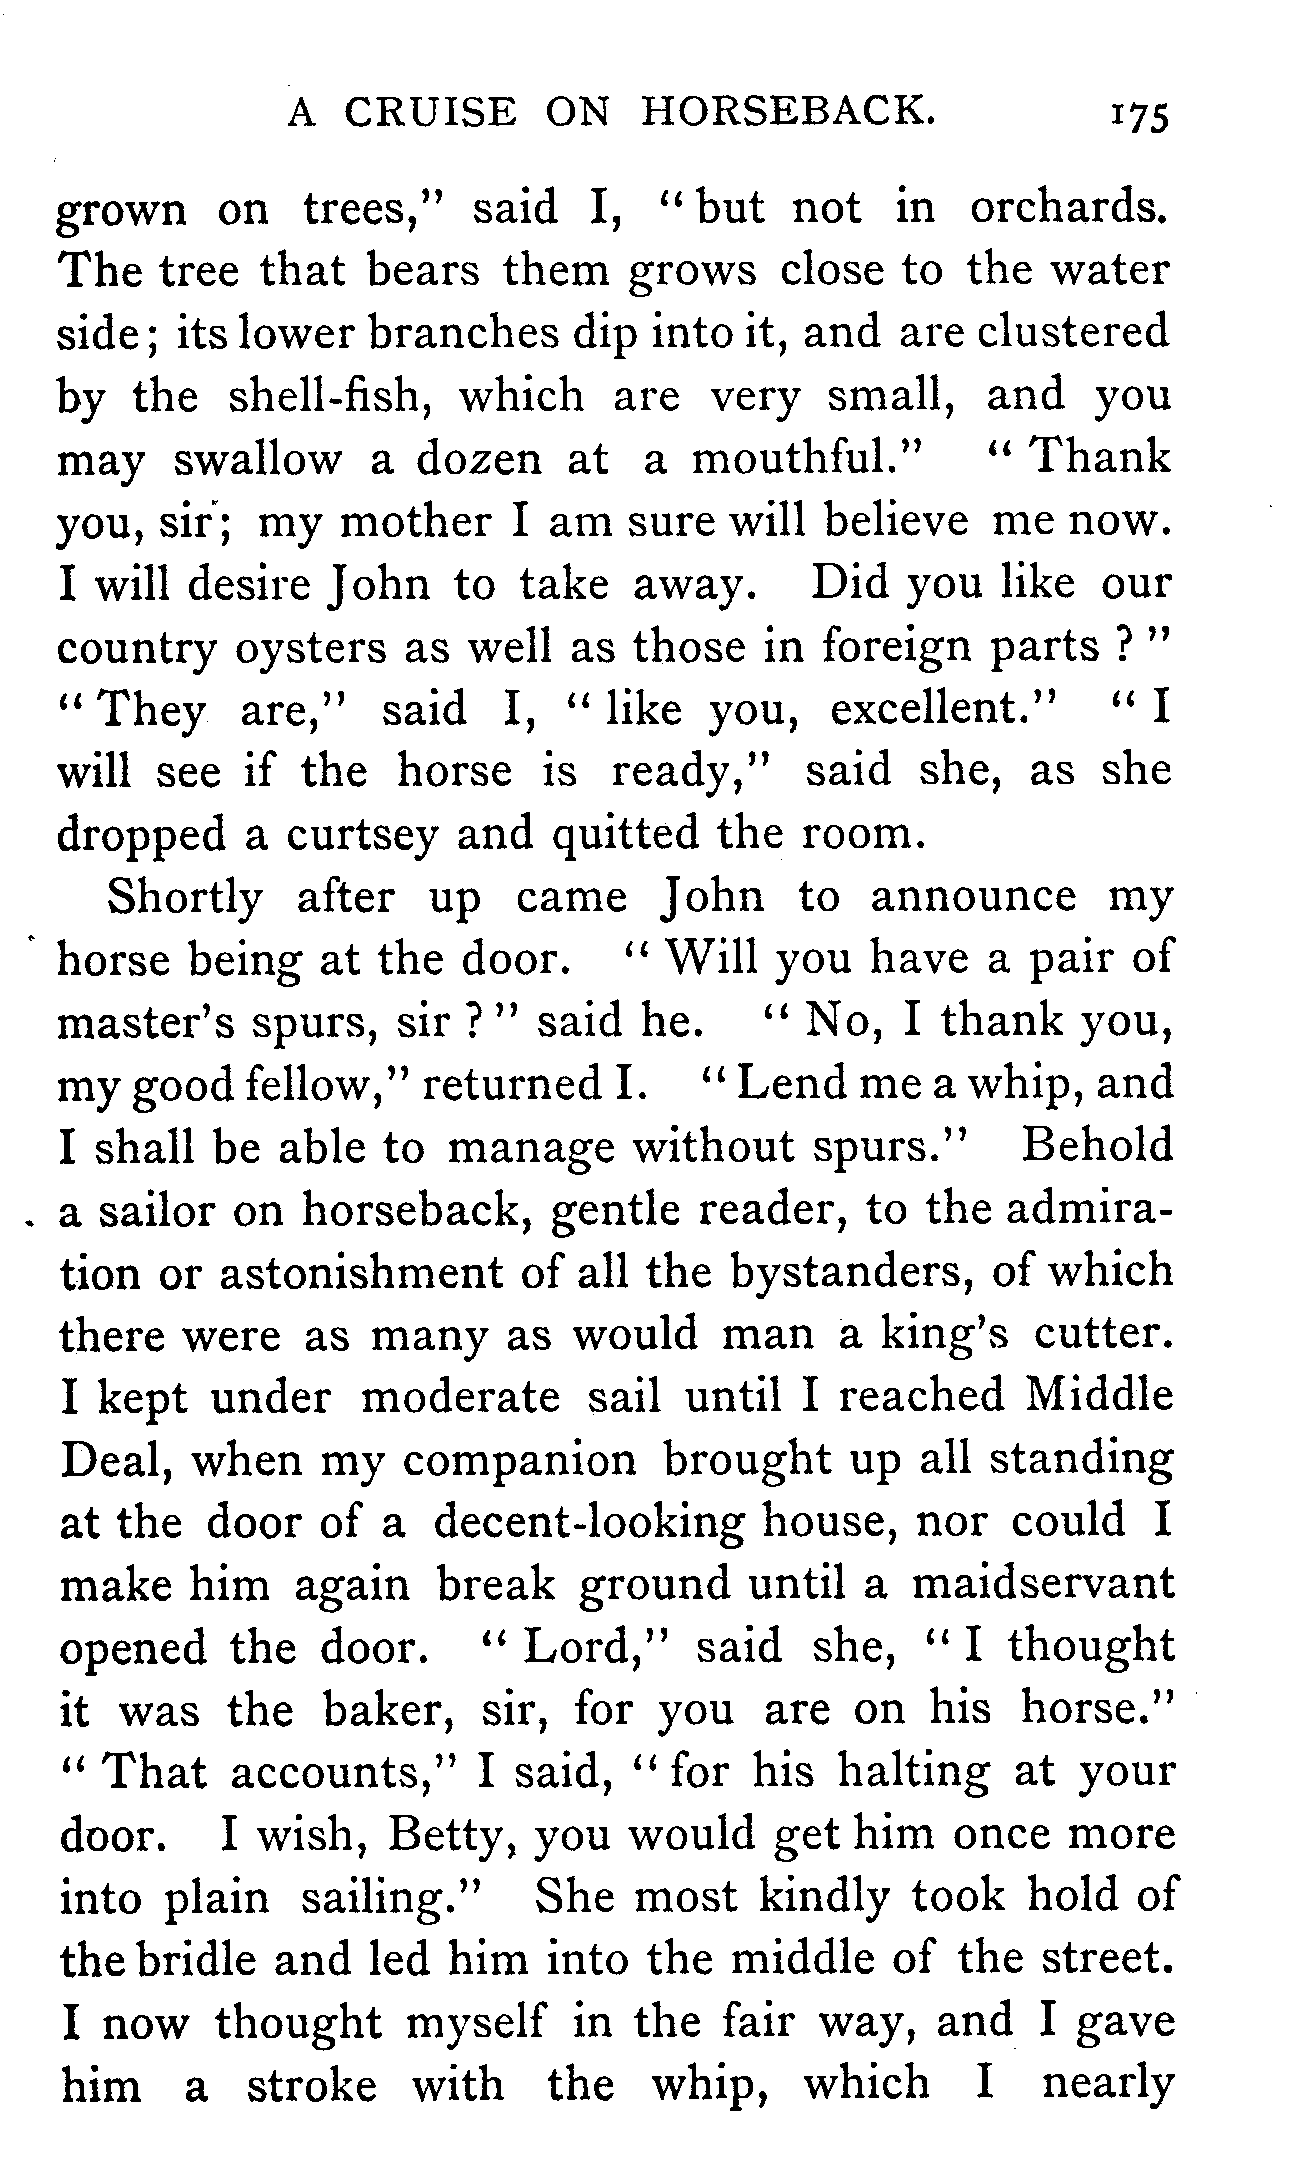 A CRUISE ON HORSEBACK. 175
grown on trees," said I, "but not in orchards.
The tree that bears them grows close to the water
side; its lower branches dip into it, and are clustered
by the shell-fish, which are very small, and you
may swallow a dozen at a mouthful." "Thank
you, sir; my mother I am sure will believe me now.
I will desire John to take away. Did you like our
country oysters as well as those in foreign parts?"
"They are," said I, "like you, excellent." "I
will see if the horse is ready," said she, as she
dropped a curtsey and quitted the room.
Shortly after up came John to announce my
horse being at the door. "Will you have a pair of
master's spurs, sir?" said he. "No, I thank you,
my good fellow," returned I. "Lend me a whip, and
I shall be able to manage without spurs." Behold
a sailor on horseback, gentle reader, to the admira-
tion or astonishment of all the bystanders, of which
there were as many as would man a king's cutter.
I kept under moderate sail until I reached Middle
Deal, when my companion brought up all standing
at the door of a decent-looking house, nor could I
make him again break ground until a maidservant
opened the door. "Lord," said she, "I thought
it was the baker, sir, for you are on his horse."
"That accounts," I said, "for his halting at your
door. I wish, Betty, you would get him once more
into plain sailing." She most kindly took hold of
the bridle and led him into the middle of the street.
I now thought myself in the fair way, and I gave
him a stroke with the whip, which I nearly